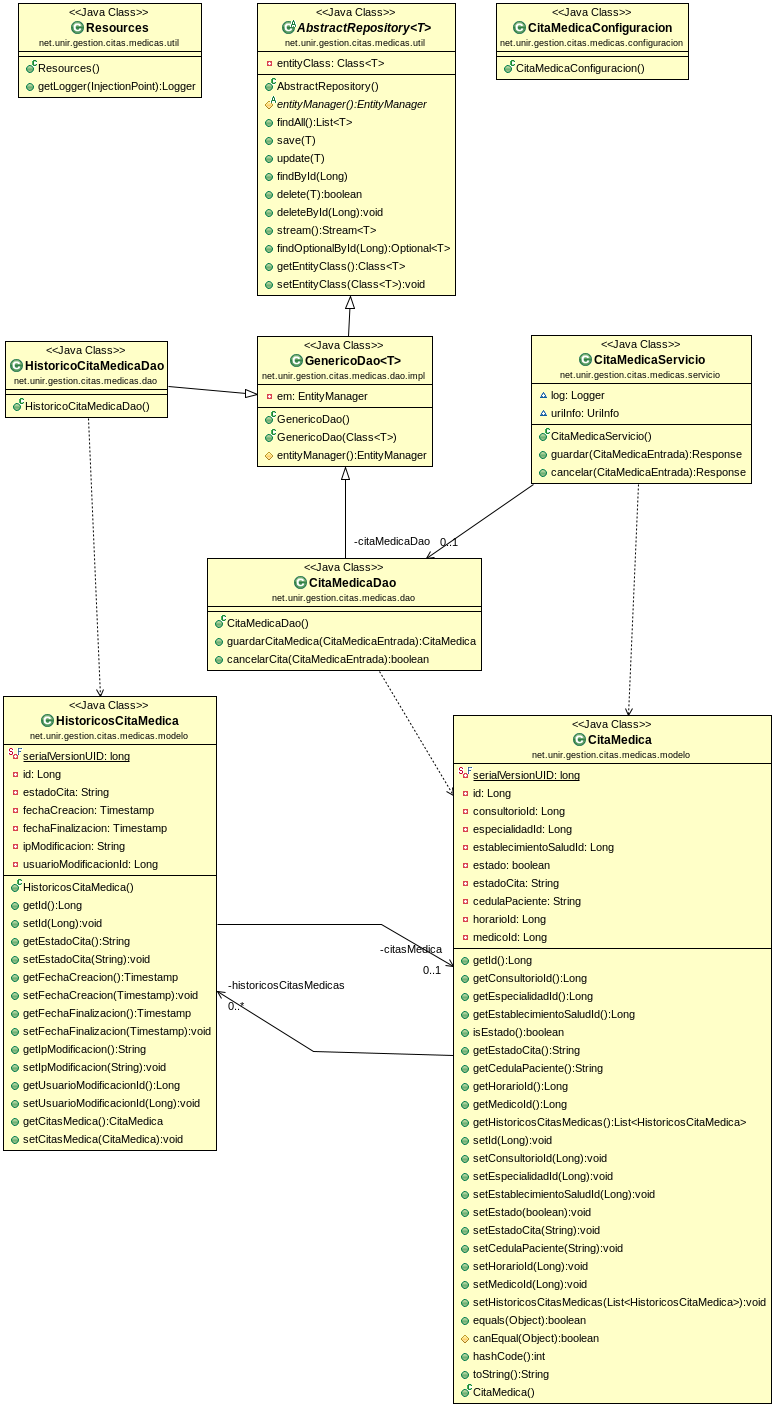 <<Java Class>>
Resources
net.unir.gestion.citas.medicas.util
Resources()
getLogger(InjectionPoint):Logger
<<Java Class>>
AbstractRepository<T>
net.unir.gestion.citas.medicas.util
entityClass: Class<T>
AbstractRepository()
entityManager():EntityManager
findAll():List<T>
save(T)
update(T)
findById(Long)
delete(T):boolean
deleteById(Long):void
stream():Stream<T>
findOptionalById(Long):Optional<T>
getEntityClass():Class<T>
setEntityClass(Class<T>):void
<<Java Class>>
CitaMedicaConfiguracion
net.unir.gestion.citas.medicas.configuracion
CitaMedicaConfiguracion()
<<Java Class>>
HistoricoCitaMedicaDao
net.unir.gestion.citas.medicas.dao
HistoricoCitaMedicaDao()
<<Java Class>>
GenericoDao<T>
net.unir.gestion.citas.medicas.dao.impl
em: EntityManager
GenericoDao()
GenericoDao(Class<T>)
entityManager():EntityManager
<<Java Class>>
CitaMedicaServicio
net.unir.gestion.citas.medicas.servicio
log: Logger
uriInfo: UriInfo
CitaMedicaServicio()
guardar(CitaMedicaEntrada):Response
cancelar(CitaMedicaEntrada):Response
-citaMedicaDao
0..1
<<Java Class>>
CitaMedicaDao
net.unir.gestion.citas.medicas.dao
CitaMedicaDao()
guardarCitaMedica(CitaMedicaEntrada):CitaMedica
cancelarCita(CitaMedicaEntrada):boolean
<<Java Class>>
HistoricosCitaMedica
net.unir.gestion.citas.medicas.modelo
serialVersionUID: long
id: Long
estadoCita: String
fechaCreacion: Timestamp
fechaFinalizacion: Timestamp
ipModificacion: String
usuarioModificacionId: Long
HistoricosCitaMedica()
getId():Long
setId(Long):void
getEstadoCita():String
setEstadoCita(String):void
getFechaCreacion():Timestamp
setFechaCreacion(Timestamp):void
getFechaFinalizacion():Timestamp
setFechaFinalizacion(Timestamp):void
getIpModificacion():String
setIpModificacion(String):void
getUsuarioModificacionId():Long
setUsuarioModificacionId(Long):void
getCitasMedica():CitaMedica
setCitasMedica(CitaMedica):void
-citasMedica
0..1
-historicosCitasMedicas
0..*
<<Java Class>>
CitaMedica
net.unir.gestion.citas.medicas.modelo
serialVersionUID: long
id: Long
consultorioId: Long
especialidadId: Long
establecimientoSaludId: Long
estado: boolean
estadoCita: String
cedulaPaciente: String
horarioId: Long
medicoId: Long
getId():Long
getConsultorioId():Long
getEspecialidadId():Long
getEstablecimientoSaludId():Long
isEstado():boolean
getEstadoCita():String
getCedulaPaciente():String
getHorarioId():Long
getMedicoId():Long
getHistoricosCitasMedicas():List<HistoricosCitaMedica>
setId(Long):void
setConsultorioId(Long):void
setEspecialidadId(Long):void
setEstablecimientoSaludId(Long):void
setEstado(boolean):void
setEstadoCita(String):void
setCedulaPaciente(String):void
setHorarioId(Long):void
setMedicoId(Long):void
setHistoricosCitasMedicas(List<HistoricosCitaMedica>):void
equals(Object):boolean
canEqual(Object):boolean
hashCode():int
toString():String
CitaMedica()